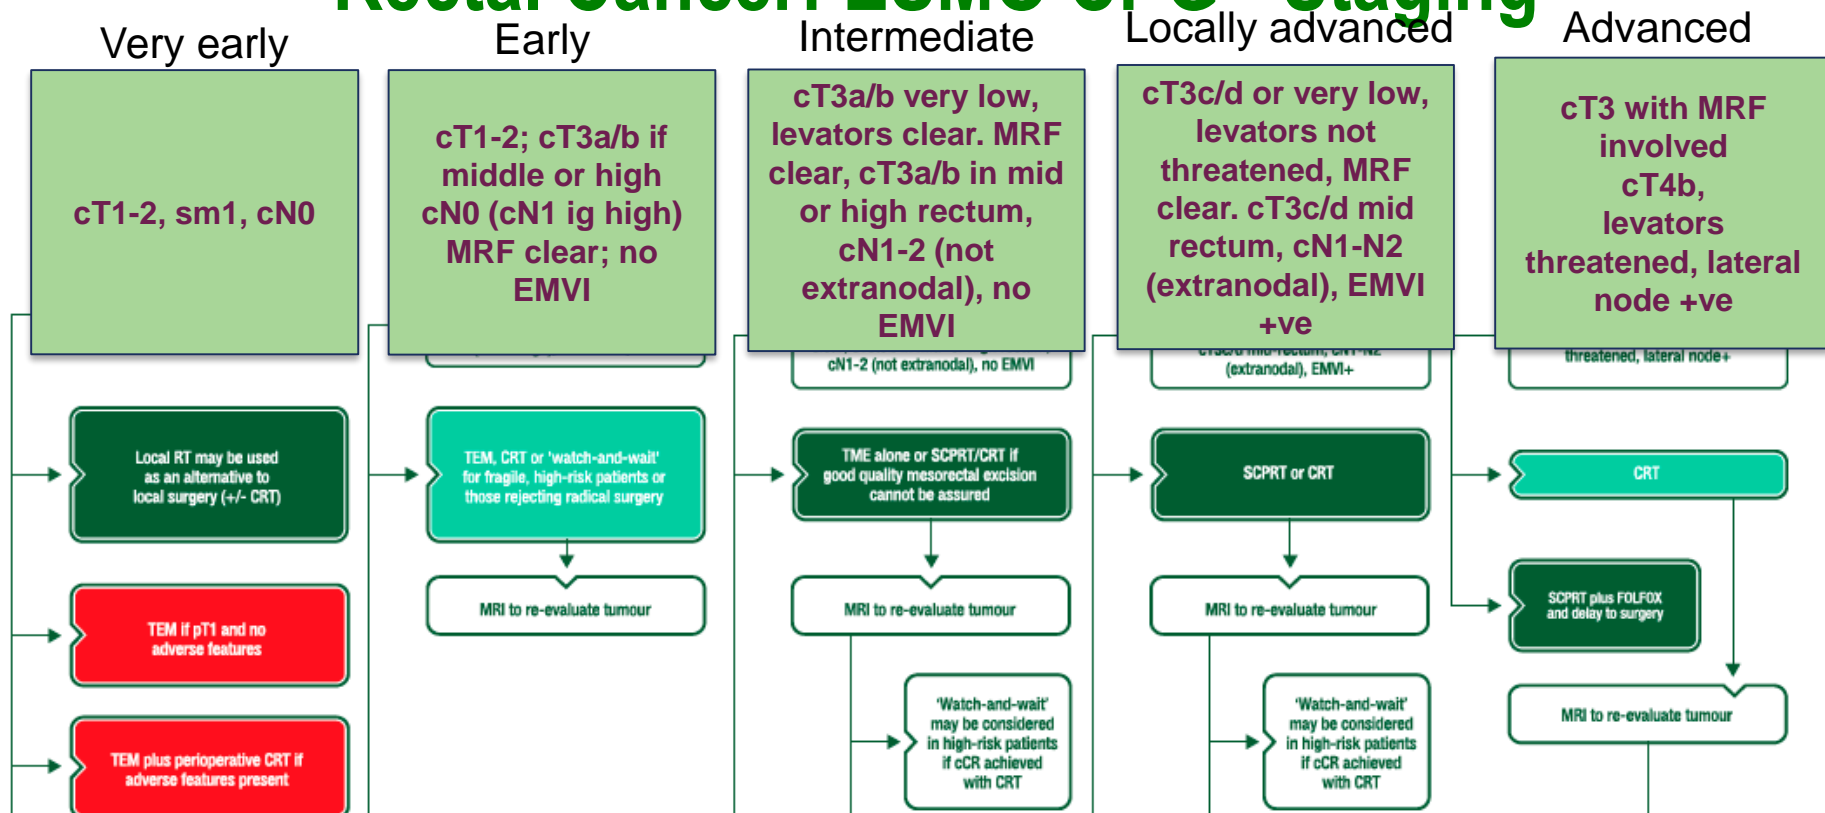 Rectal Cancer: ESMO CPG - Staging
Very early
Early
Intermediate
Locally advanced
Advanced
cT1-2, sm1, cN0
cT1-2; cT3a/b if
middle or high
cN0 (cN1 ig high)
MRF clear; no
EMVI
cT3a/b very low,
levators clear. MRF
clear, cT3a/b in mid
or high rectum,
cN1-2 (not
extranodal), no
EMVI
cT3c/d or very low,
levators not
threatened, MRF
clear. cT3c/d mid
rectum, cN1-N2
(extranodal), EMVI
+ve
cT3 with MRF
involved
cT4b,
levators
threatened, lateral
node +ve
cN1-2 (not extranodal), no EMVI
cT3c/d mid-rectum, cN1-N2
(extranodal), EMVI+
threatened, lateral node+
Local RT may be used
as an alternative to
local surgery (+/- CRT)
TEM if pT1 and no
adverse features
TEM plus perioperative CRT if
adverse features present
TEM, CRT or 'watch-and-wait'
for fragile, high-risk patients or
those rejecting radical surgery
MRI to re-evaluate tumour
TME alone or SCPRT/CRT if
good quality mesorectal excision
cannot be assured
MRI to re-evaluate tumour
'Watch-and-wait'
may be considered
in high-risk patients
if cCR achieved
with CRT
SCPRT or CRT
MRI to re-evaluate tumour
'Watch-and-wait'
may be considered
in high-risk patients
if cCR achieved
with CRT
CRT
SCPRT plus FOLFOX
and delay to surgery
MRI to re-evaluate tumour